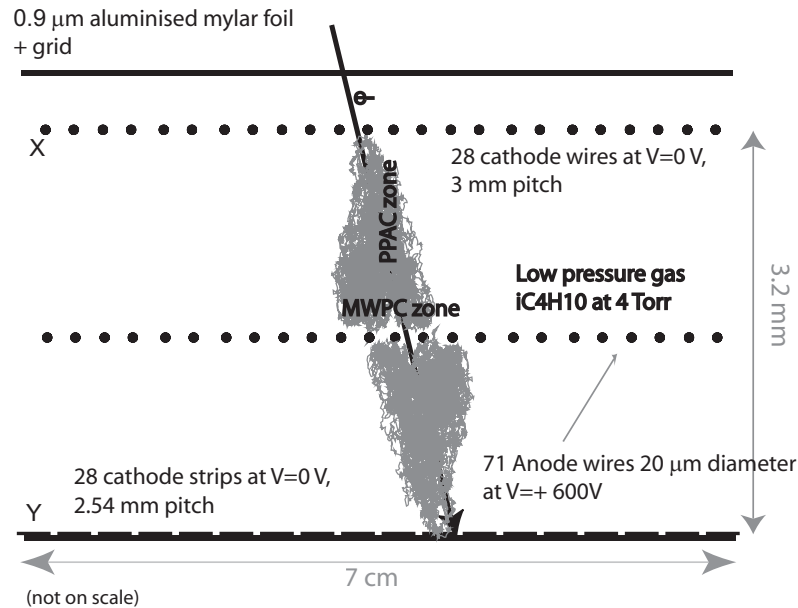 0.9 μm aluminised mylar foil
+ grid
φ
X
28 cathode wires at V=0 V,
3 mm pitch
PPAC zone
3.2 mm
Low pressure gas
iC4H10 at 4 Torr
MWPC zone
28 cathode strips at V=0 V,
2.54 mm pitch
71 Anode wires 20 μm diameter
at V=+ 600V
Y
7 cm
(not on scale)